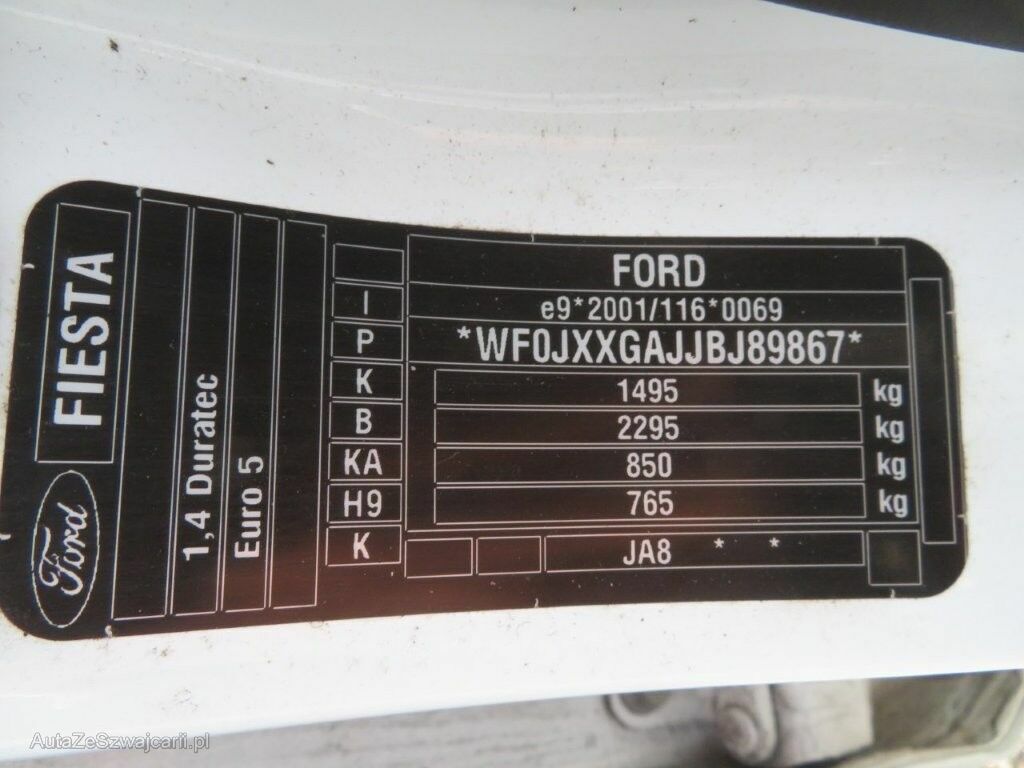 FIESTA
Ford
1,4 Duratec
Euro 5
FORD
I e9*2001/116*0069
P *WF0JXXGAJJBJ89867*
K 1495 kg
B 2295 kg
KA 850 kg
H9 765 kg
K JA8 * *
AutaZeSzwajcarii.pl